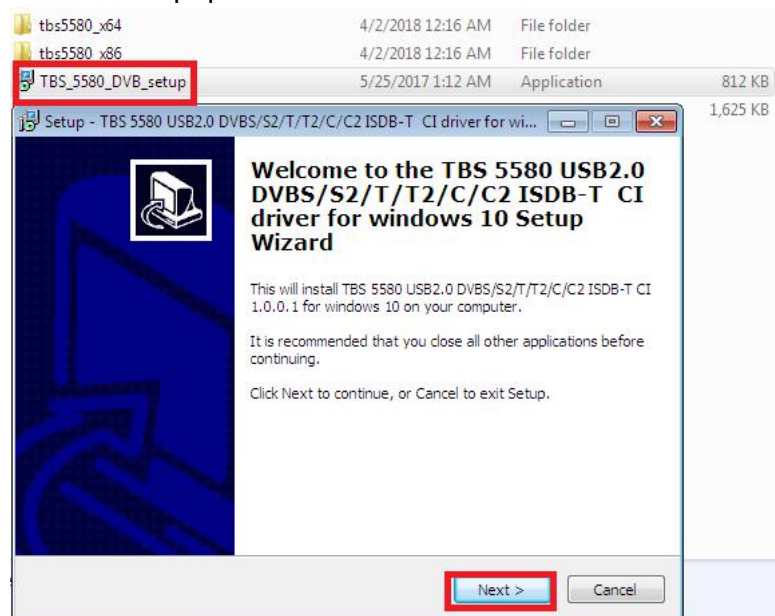 tbs5580_x64 4/2/2018 12:16 AM File folder
tbs5580_x86 4/2/2018 12:16 AM File folder
TBS_5580_DVB_setup 5/25/2017 1:12 AM Application 812 KB
1,625 KB
Setup - TBS 5580 USB2.0 DVBS/S2/T/T2/C/C2 ISDB-T CI driver for wi...
Welcome to the TBS 5580 USB2.0
DVBS/S2/T/T2/C/C2 ISDB-T CI
driver for windows 10 Setup
Wizard
This will install TBS 5580 USB2.0 DVBS/S2/T/T2/C/C2 ISDB-T CI
1.0.0.1 for windows 10 on your computer.
It is recommended that you close all other applications before
continuing.
Click Next to continue, or Cancel to exit Setup.
Next > Cancel